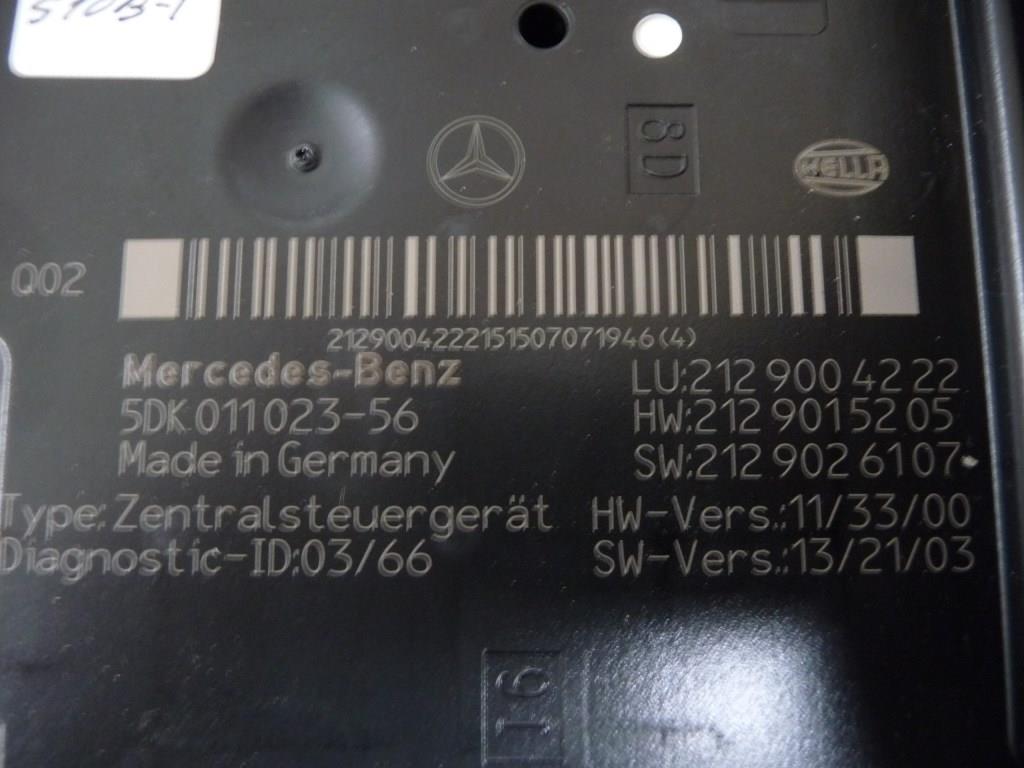 8D
HELLA
Q02
21290042221515070719​46(4)
Mercedes-Benz
LU:212 900 42 22
5DK 011023-56
HW:212 901 52 05
Made in Germany
SW:212 902 61 07
Type: Zentralsteuergerät HW-Vers.:11/33/00
Diagnostic-ID:03/66 SW-Vers.:13/21/03
16